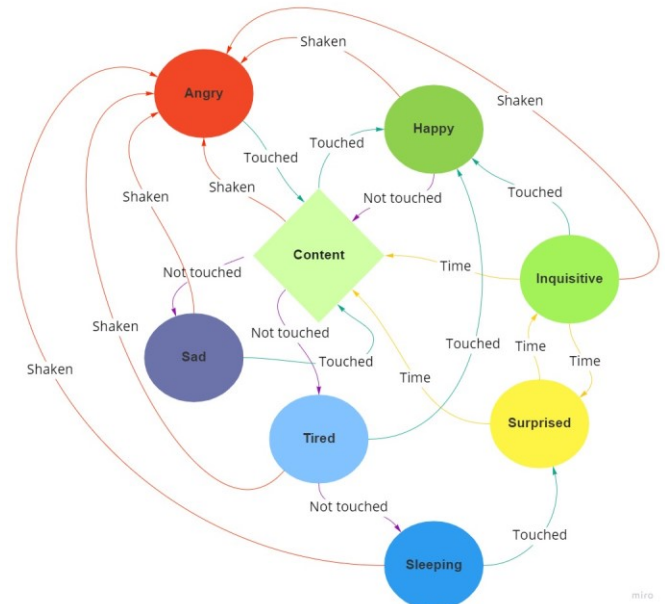 Shaken
Angry
Shaken
Happy
Touched
Touched
Shaken
Shaken
Touched
Not touched
Content
Time
Inquisitive
Not touched
Shaken
Not touched
Touched
Time
Time
Sad
Touched
Shaken
Time
Surprised
Tired
Not touched
Touched
Sleeping
miro